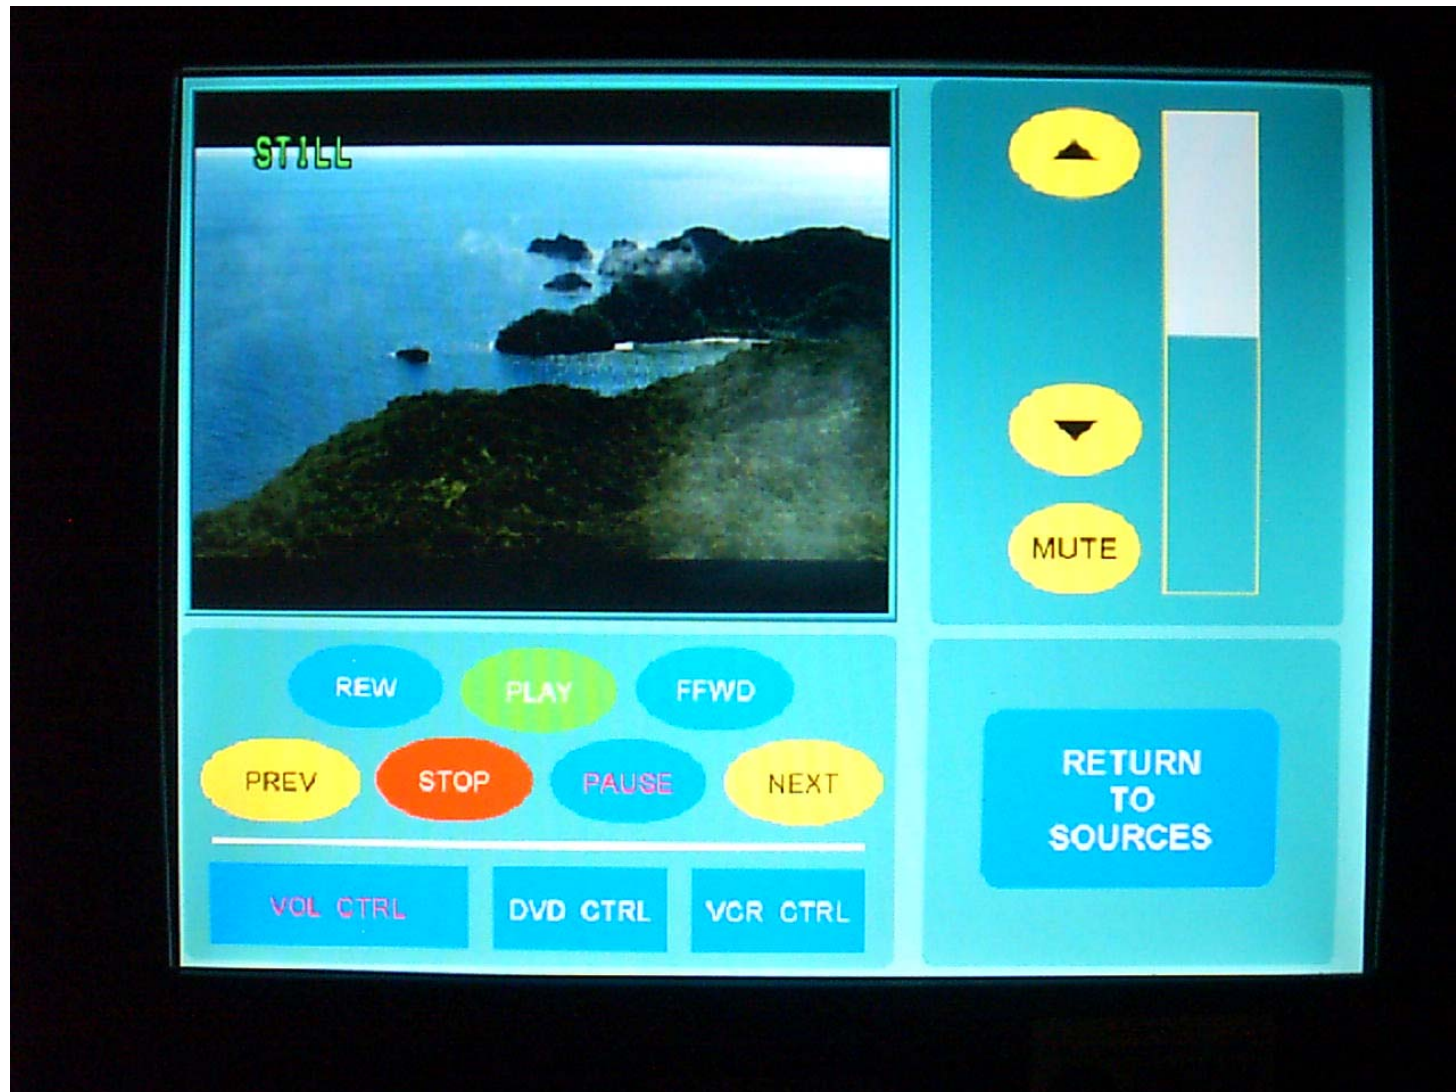 STILL
MUTE
REW PLAY FFWD
PREV STOP PAUSE NEXT
VOL CTRL DVD CTRL VCR CTRL
RETURN
TO
SOURCES